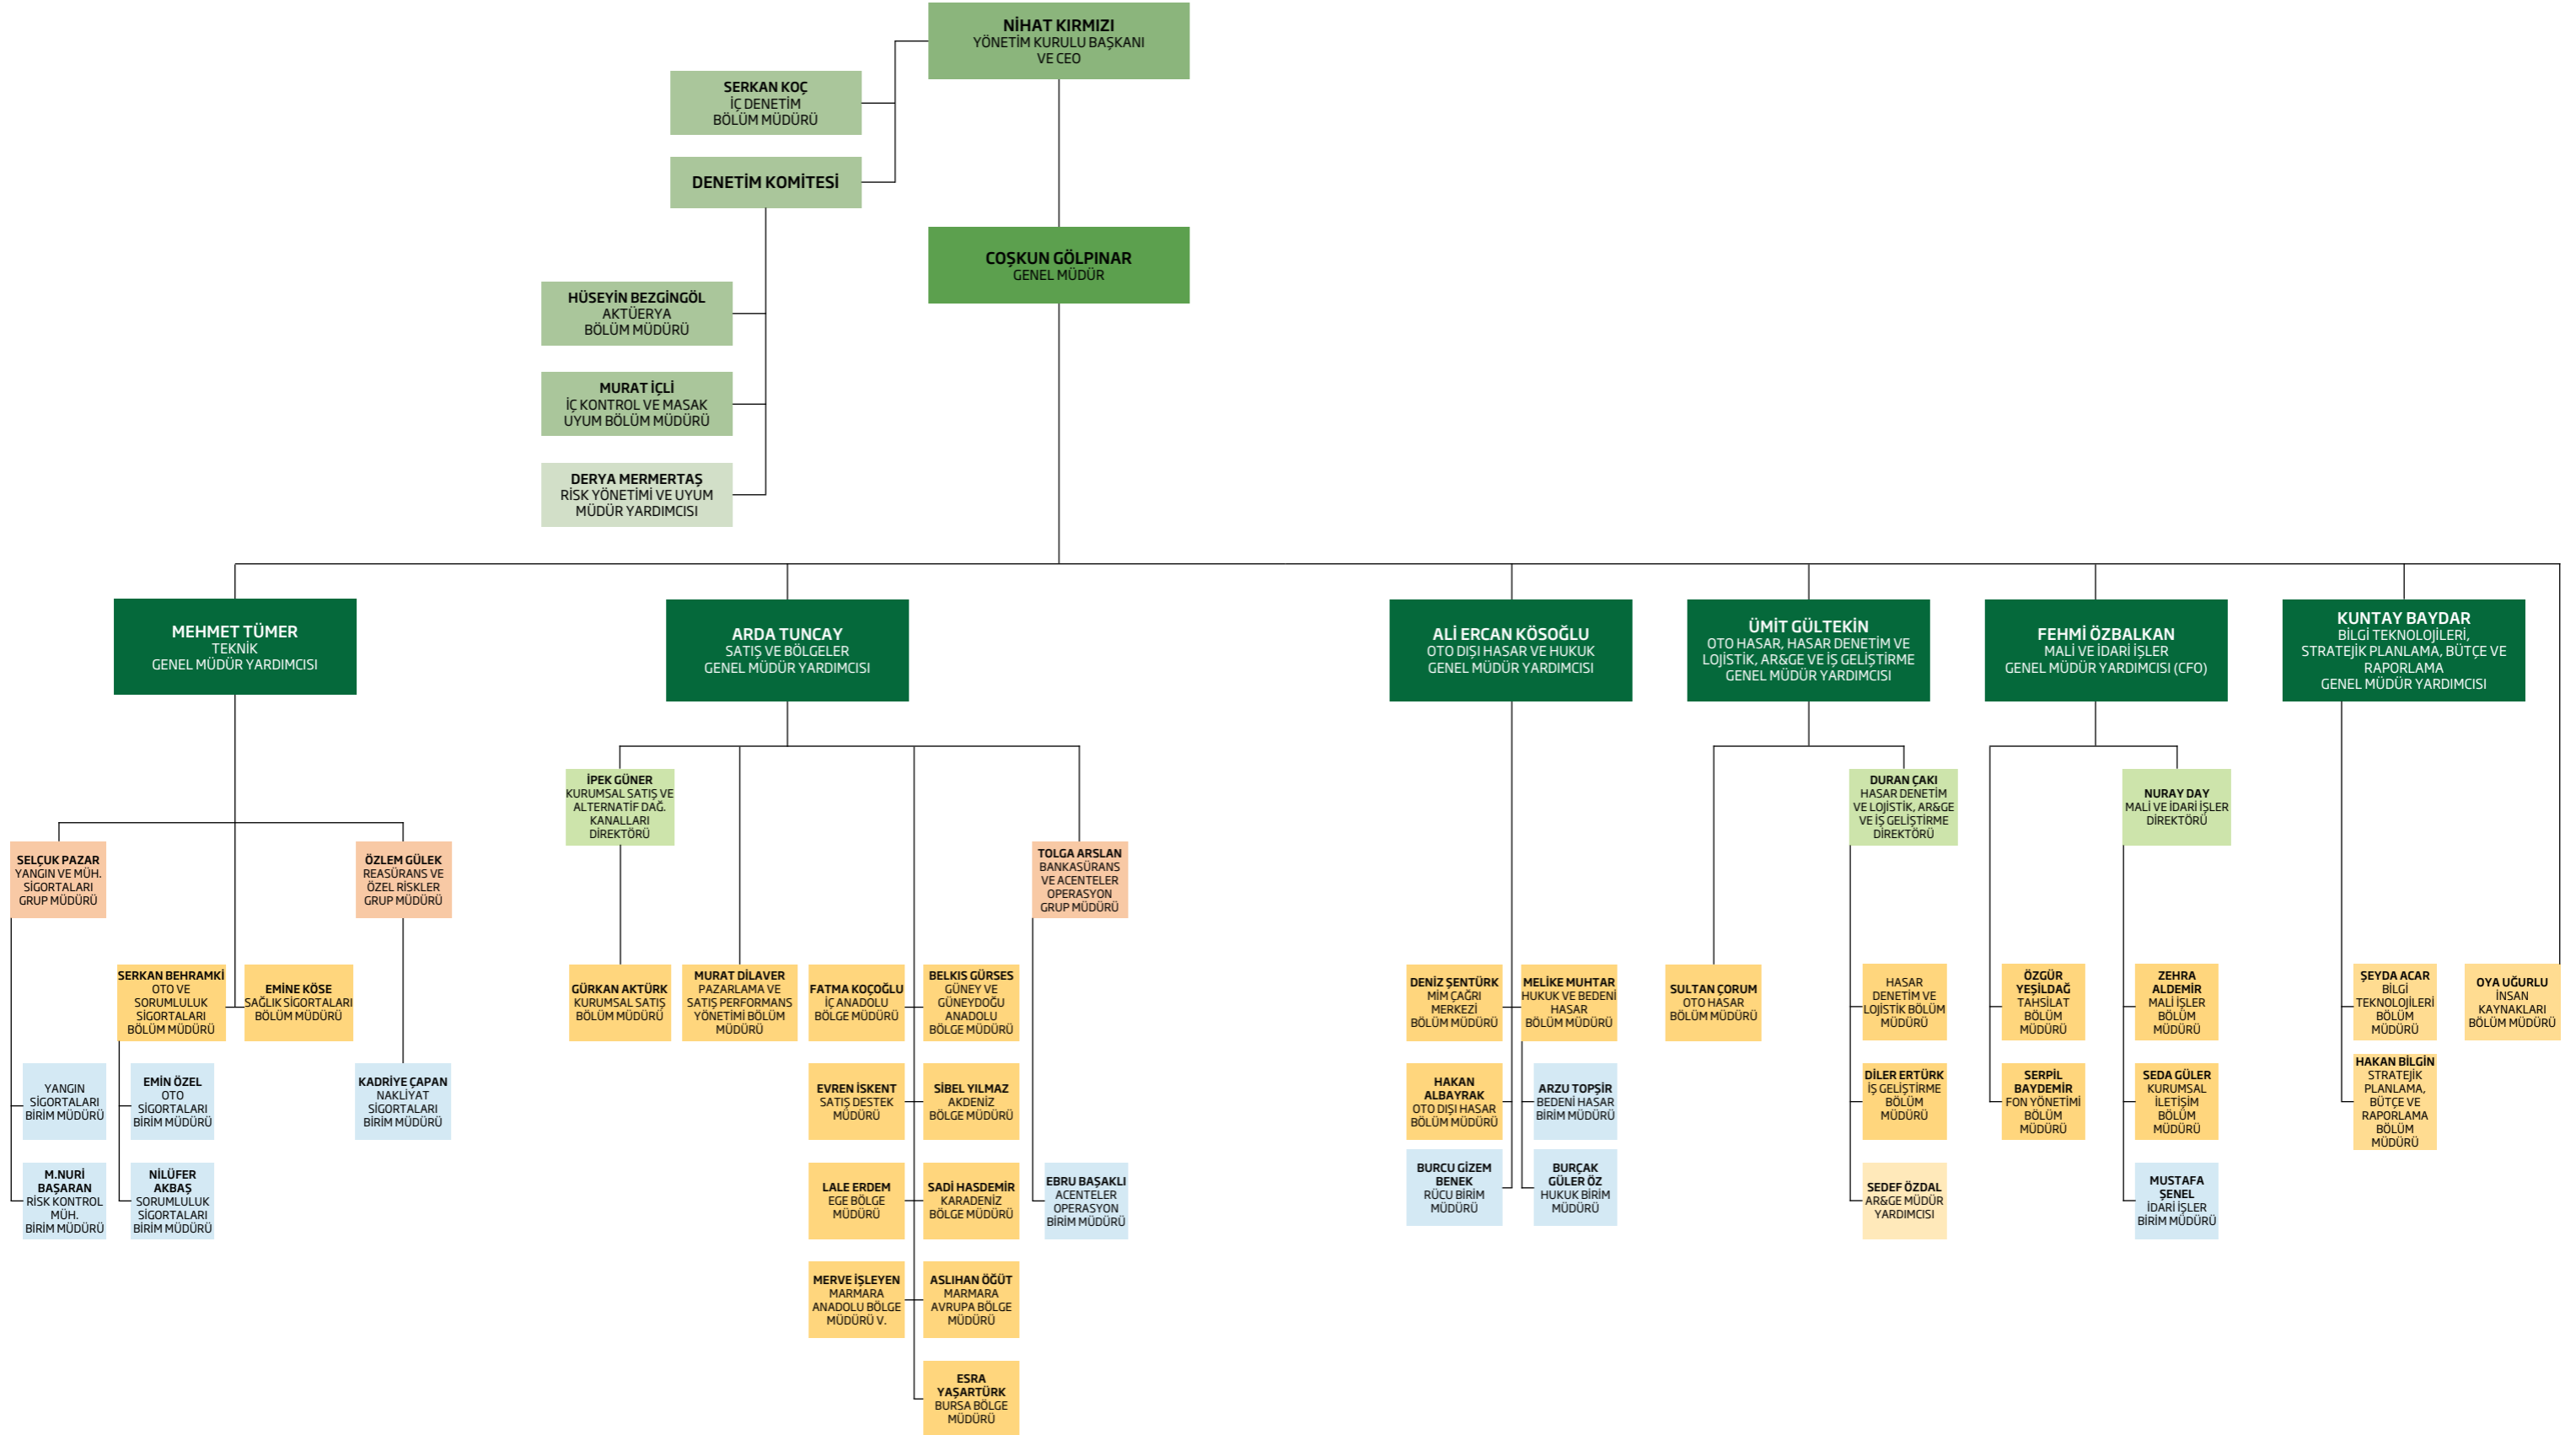 NİHAT KIRMIZI
YÖNETİM KURULU BAŞKANI
VE CEO
SERKAN KOÇ
İÇ DENETİM
BÖLÜM MÜDÜRÜ
DENETİM KOMİTESİ
COŞKUN GÖLPINAR
GENEL MÜDÜR
HÜSEYİN BEZGİNGÖL
AKTÜERYA
BÖLÜM MÜDÜRÜ
MURAT İÇLİ
İÇ KONTROL VE MASAK
UYUM BÖLÜM MÜDÜRÜ
DERYA MERMERTAŞ
RİSK YÖNETİMİ VE UYUM
MÜDÜR YARDIMCISI
MEHMET TÜMER
TEKNİK
GENEL MÜDÜR YARDIMCISI
ARDA TUNCAY
SATIŞ VE BÖLGELER
GENEL MÜDÜR YARDIMCISI
ALİ ERCAN KÖSOĞLU
OTO DIŞI HASAR VE HUKUK
GENEL MÜDÜR YARDIMCISI
ÜMİT GÜLTEKİN
OTO HASAR, HASAR DENETİM VE
LOJİSTİK, AR&GE VE İŞ GELİŞTİRME
GENEL MÜDÜR YARDIMCISI
FEHMİ ÖZBALKAN
MALİ VE İDARİ İŞLER
GENEL MÜDÜR YARDIMCISI (CFO)
KUNTAY BAYDAR
BİLGİ TEKNOLOJİLERİ,
STRATEJİK PLANLAMA, BÜTÇE VE
RAPORLAMA
GENEL MÜDÜR YARDIMCISI
İPEK GÜNER
KURUMSAL SATIŞ VE
ALTERNATİF DAĞ.
KANALLARI
DİREKTÖRÜ
DURAN ÇAKI
HASAR DENETİM
VE LOJİSTİK, AR&GE
VE İŞ GELİŞTİRME
DİREKTÖRÜ
NURAY DAY
MALİ VE İDARİ İŞLER
DİREKTÖRÜ
SELÇUK PAZAR
YANGIN VE MÜH.
SİGORTALARI
GRUP MÜDÜRÜ
ÖZLEM GÜLEK
REASÜRANS VE
ÖZEL RİSKLER
GRUP MÜDÜRÜ
TOLGA ARSLAN
BANKASÜRANS
VE ACENTELER
OPERASYON
GRUP MÜDÜRÜ
SERKAN BEHRAMKİ
OTO VE
SORUMLULUK
SİGORTALARI
BÖLÜM MÜDÜRÜ
EMİNE KÖSE
SAĞLIK SİGORTALARI
BÖLÜM MÜDÜRÜ
GÜRKAN AKTÜRK
KURUMSAL SATIŞ
BÖLÜM MÜDÜRÜ
MURAT DİLAVER
PAZARLAMA VE
SATIŞ PERFORMANS
YÖNETİMİ BÖLÜM
MÜDÜRÜ
FATMA KOÇOĞLU
İÇ ANADOLU
BÖLGE MÜDÜRÜ
BELKIS GÜRSES
GÜNEY VE
GÜNEYDOĞU
ANADOLU
BÖLGE MÜDÜRÜ
DENİZ ŞENTÜRK
MİM ÇAĞRI
MERKEZİ
BÖLÜM MÜDÜRÜ
MELİKE MUHTAR
HUKUK VE BEDENİ
HASAR
BÖLÜM MÜDÜRÜ
SULTAN ÇORUM
OTO HASAR
BÖLÜM MÜDÜRÜ
HASAR
DENETİM VE
LOJİSTİK BÖLÜM
MÜDÜRÜ
ÖZGÜR
YEŞİLDAĞ
TAHSİLAT
BÖLÜM
MÜDÜRÜ
ZEHRA
ALDEMİR
MALİ İŞLER
BÖLÜM
MÜDÜRÜ
ŞEYDA ACAR
BİLGİ
TEKNOLOJİLERİ
BÖLÜM
MÜDÜRÜ
OYA UĞURLU
İNSAN
KAYNAKLARI
BÖLÜM MÜDÜRÜ
YANGIN
SİGORTALARI
BİRİM MÜDÜRÜ
EMİN ÖZEL
OTO
SİGORTALARI
BİRİM MÜDÜRÜ
KADRİYE ÇAPAN
NAKLİYAT
SİGORTALARI
BİRİM MÜDÜRÜ
EVREN İSKENT
SATIŞ DESTEK
MÜDÜRÜ
SİBEL YILMAZ
AKDENİZ
BÖLGE MÜDÜRÜ
HAKAN
ALBAYRAK
OTO DIŞI HASAR
BÖLÜM MÜDÜRÜ
ARZU TOPŞİR
BEDENİ HASAR
BİRİM MÜDÜRÜ
DİLER ERTÜRK
İŞ GELİŞTİRME
BÖLÜM
MÜDÜRÜ
SERPİL
BAYDEMİR
FON YÖNETİMİ
BÖLÜM
MÜDÜRÜ
SEDA GÜLER
KURUMSAL
İLETİŞİM
BÖLÜM
MÜDÜRÜ
HAKAN BİLGİN
STRATEJİK
PLANLAMA,
BÜTÇE VE
RAPORLAMA
BÖLÜM
MÜDÜRÜ
M.NURİ
BAŞARAN
RİSK KONTROL
MÜH.
BİRİM MÜDÜRÜ
NİLÜFER
AKBAŞ
SORUMLULUK
SİGORTALARI
BİRİM MÜDÜRÜ
LALE ERDEM
EGE BÖLGE
MÜDÜRÜ
SADİ HASDEMİR
KARADENİZ
BÖLGE MÜDÜRÜ
EBRU BAŞAKLI
ACENTELER
OPERASYON
BİRİM MÜDÜRÜ
BURCU GİZEM
BENEK
RÜCU BİRİM
MÜDÜRÜ
BURÇAK
GÜLER ÖZ
HUKUK BİRİM
MÜDÜRÜ
SEDEF ÖZDAL
AR&GE MÜDÜR
YARDIMCISI
MUSTAFA
ŞENEL
İDARİ İŞLER
BİRİM MÜDÜRÜ
MERVE İŞLEYEN
MARMARA
ANADOLU BÖLGE
MÜDÜRÜ V.
ASLIHAN ÖĞÜT
MARMARA
AVRUPA BÖLGE
MÜDÜRÜ
ESRA
YAŞARTÜRK
BURSA BÖLGE
MÜDÜRÜ